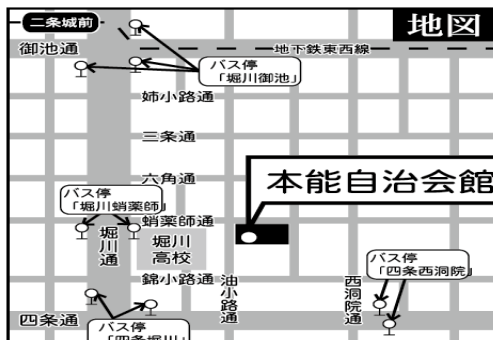 二条城前
地図
御池通
地下鉄東西線
バス停
「堀川御池」
姉小路通
三条通
六角通
本能自治会館
バス停
「堀川蛸薬師」
蛸薬師通
堀川通
堀川
高校
バス停
「四条西洞院」
錦小路通
油小路通
西洞院通
四条通
バス停
「四条堀川」